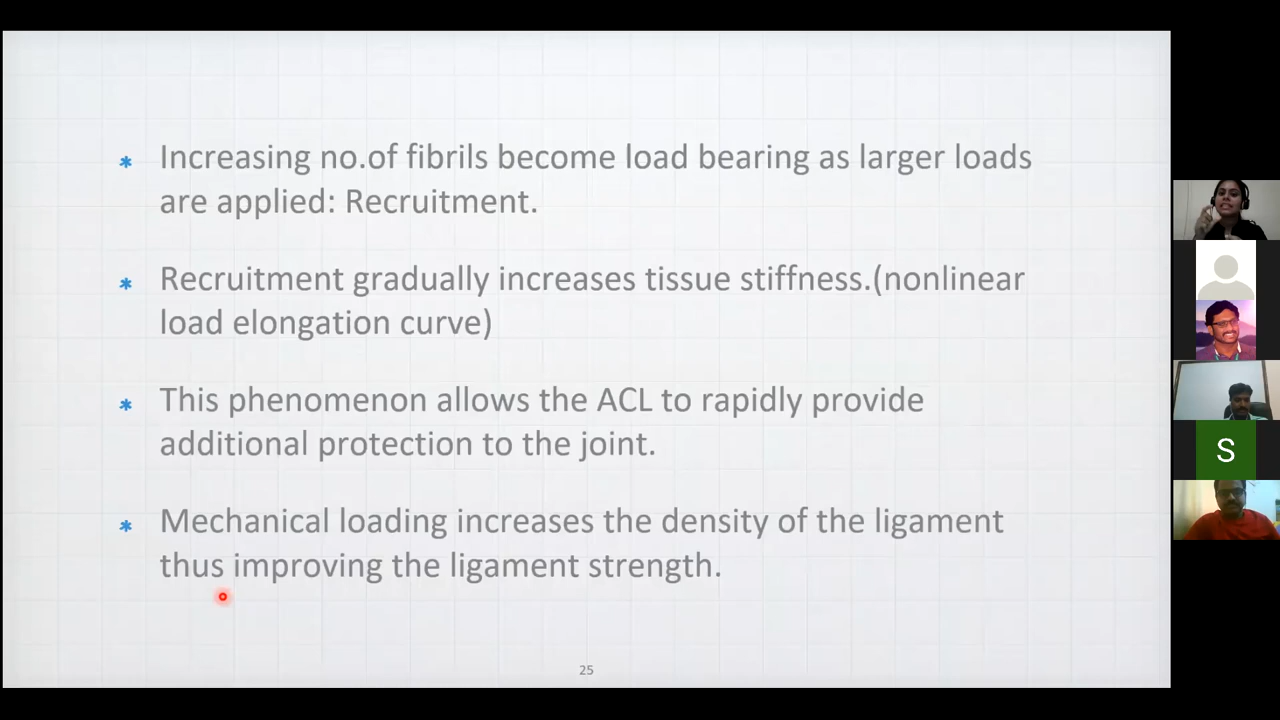 * Increasing no.of fibrils become load bearing as larger loads
are applied: Recruitment.
* Recruitment gradually increases tissue stiffness.(nonlinear
load elongation curve)
* This phenomenon allows the ACL to rapidly provide
additional protection to the joint.
* Mechanical loading increases the density of the ligament
thus improving the ligament strength.
25
S